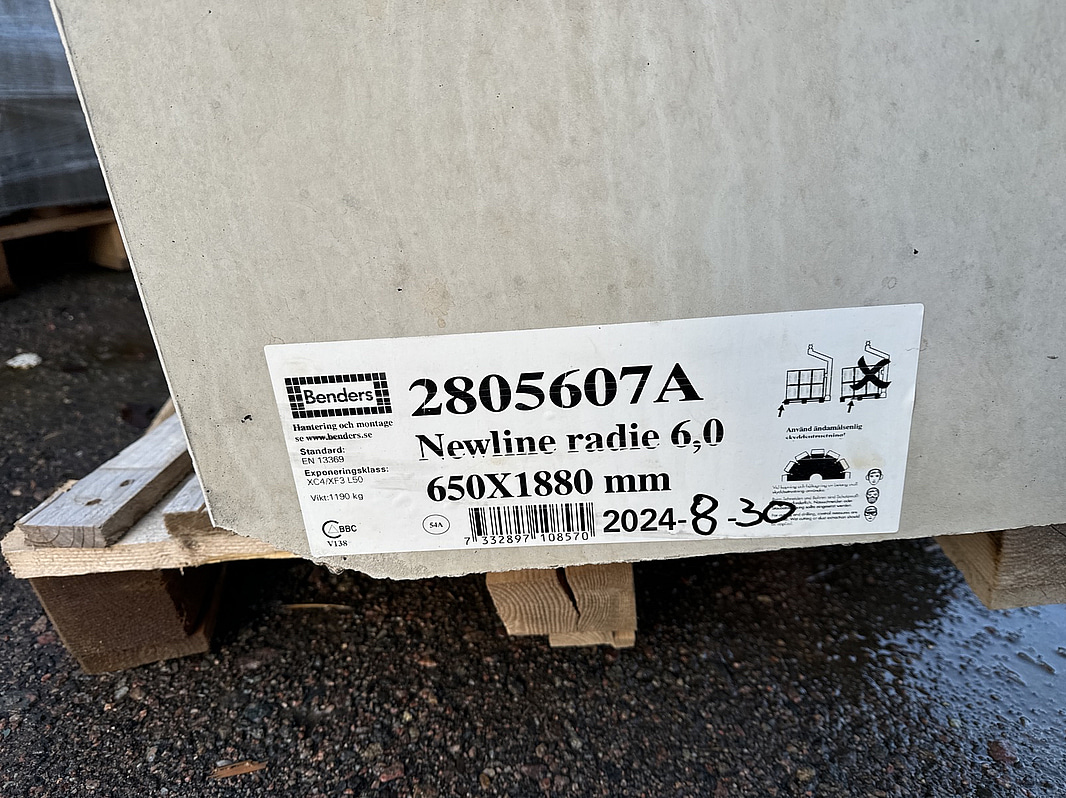 Benders
Hantering och montage
se www.benders.se
Standard:
EN 13369
Exponeringsklass:
XC4/XF3 L50
Vikt:1190 kg
BBC
V138
2805607A
Newline radie 6,0
650X1880 mm
54A
7 332897 108570
2024-8-30
Använd ändamålsenlig
skyddsutrustning!